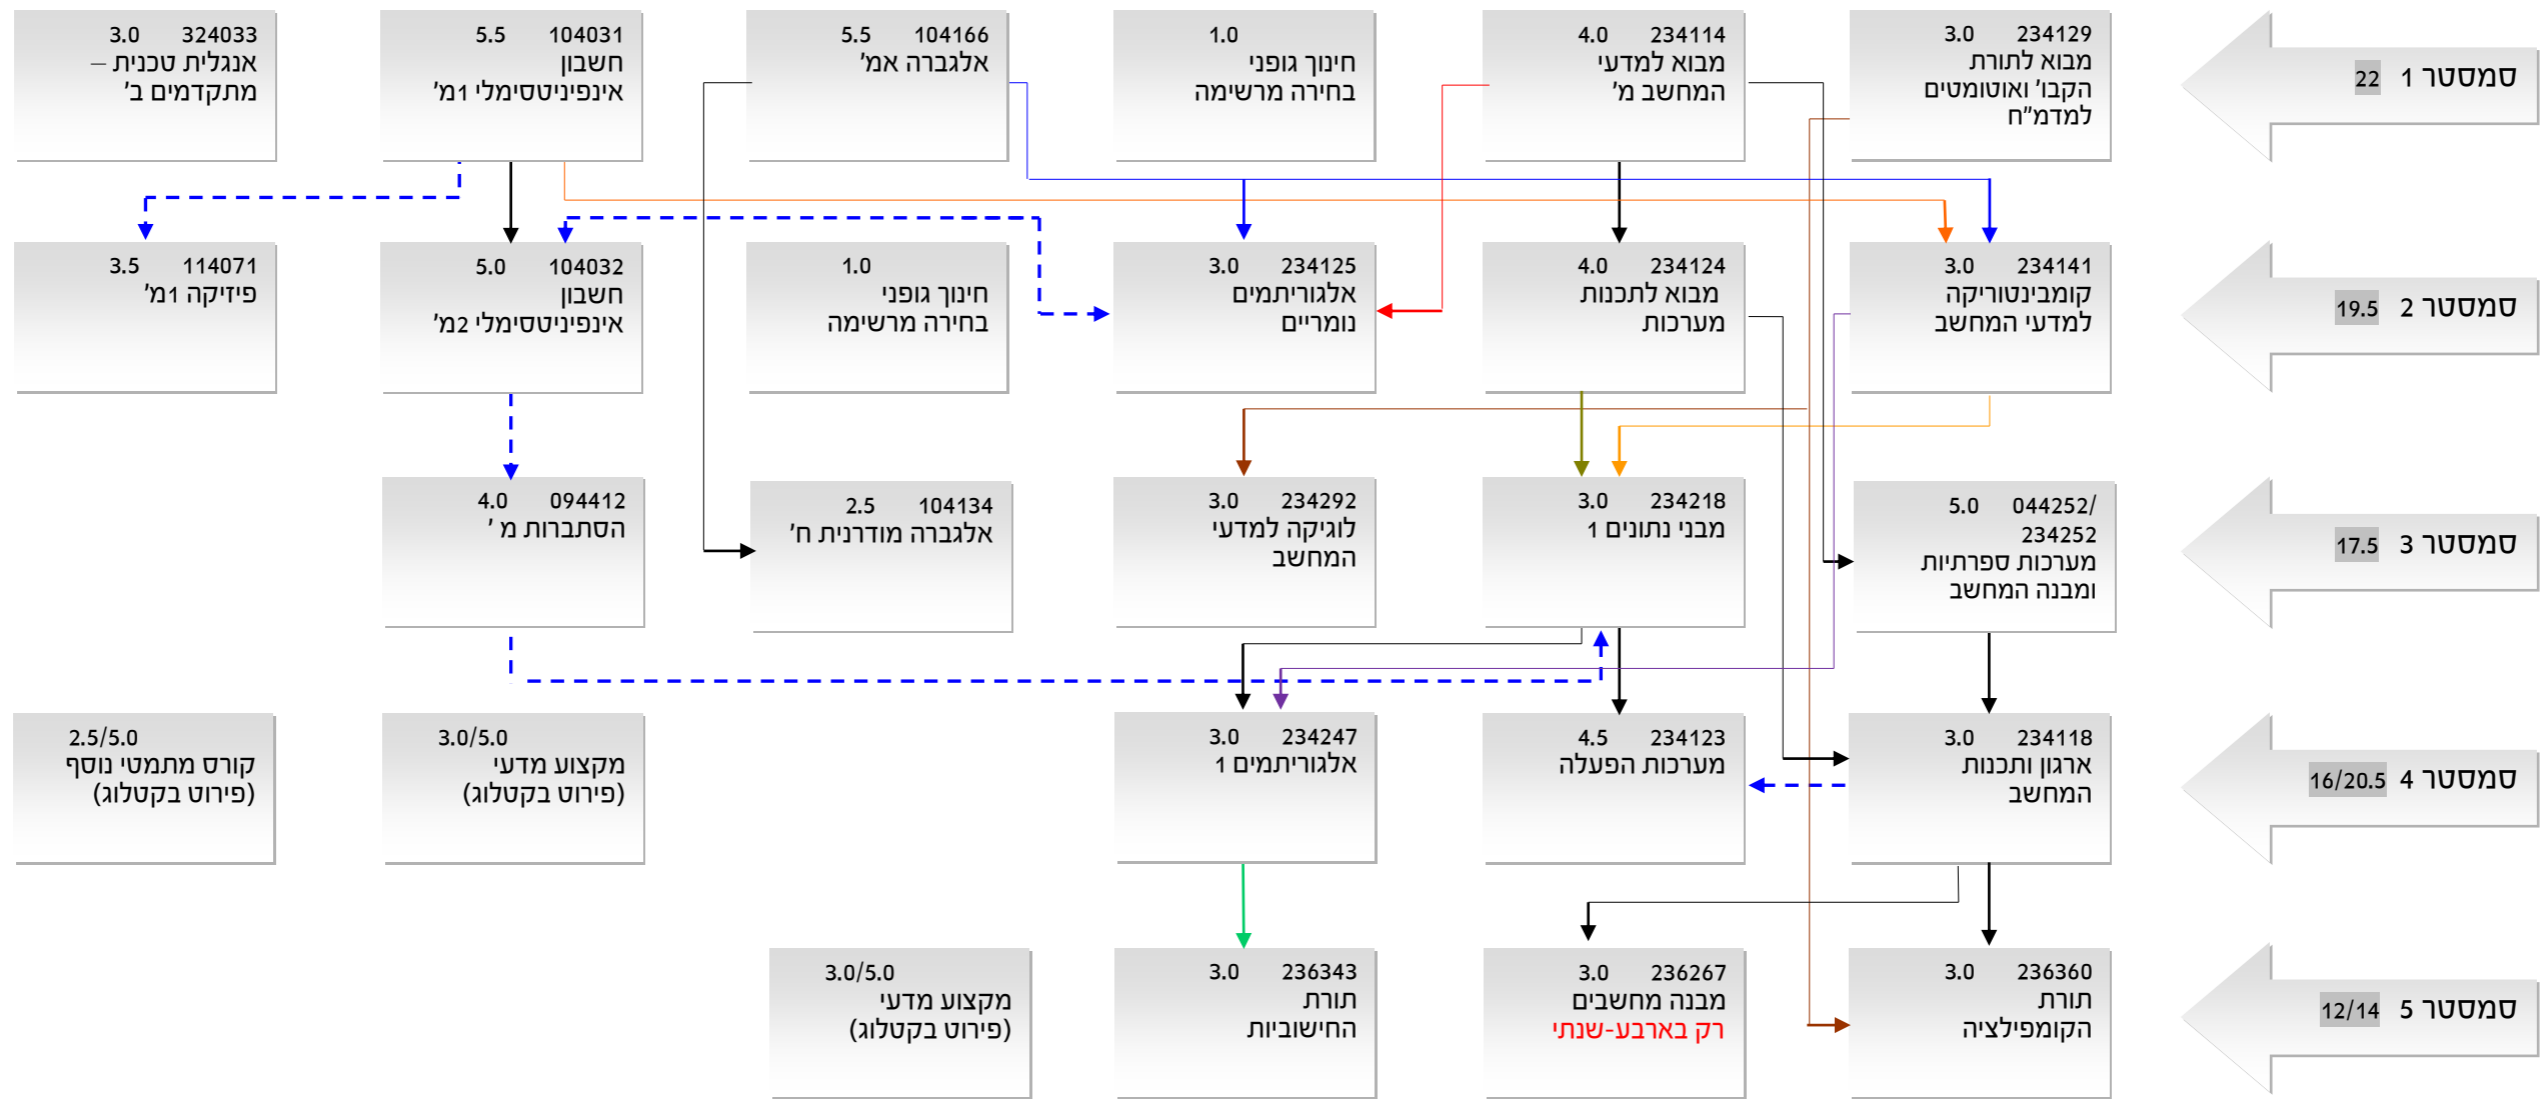 סמסטר 1 22
234129 3.0
מבוא לתורת
הקבו' ואוטומטים
למדמ"ח
234114 4.0
מבוא למדעי
המחשב מ'
1.0
חינוך גופני
בחירה מרשימה
104166 5.5
אלגברה אמ'
104031 5.5
חשבון
אינפיניטסימלי 1מ'
324033 3.0
אנגלית טכנית –
מתקדמים ב'
סמסטר 2 19.5
234141 3.0
קומבינטוריקה
למדעי המחשב
234124 4.0
מבוא לתכנות
מערכות
234125 3.0
אלגוריתמים
נומריים
1.0
חינוך גופני
בחירה מרשימה
104032 5.0
חשבון
אינפיניטסימלי 2מ'
114071 3.5
פיזיקה 1מ'
סמסטר 3 17.5
044252/ 5.0
234252
מערכות ספרתיות
ומבנה המחשב
234218 3.0
מבני נתונים 1
234292 3.0
לוגיקה למדעי
המחשב
104134 2.5
אלגברה מודרנית ח'
094412 4.0
הסתברות מ '
סמסטר 4 16/20.5
234118 3.0
ארגון ותכנות
המחשב
234123 4.5
מערכות הפעלה
234247 3.0
אלגוריתמים 1
3.0/5.0
מקצוע מדעי
(פירוט בקטלוג)
2.5/5.0
קורס מתמטי נוסף
(פירוט בקטלוג)
סמסטר 5 12/14
236360 3.0
תורת
הקומפילציה
236267 3.0
מבנה מחשבים
רק בארבע-שנתי
236343 3.0
תורת
החישוביות
3.0/5.0
מקצוע מדעי
(פירוט בקטלוג)